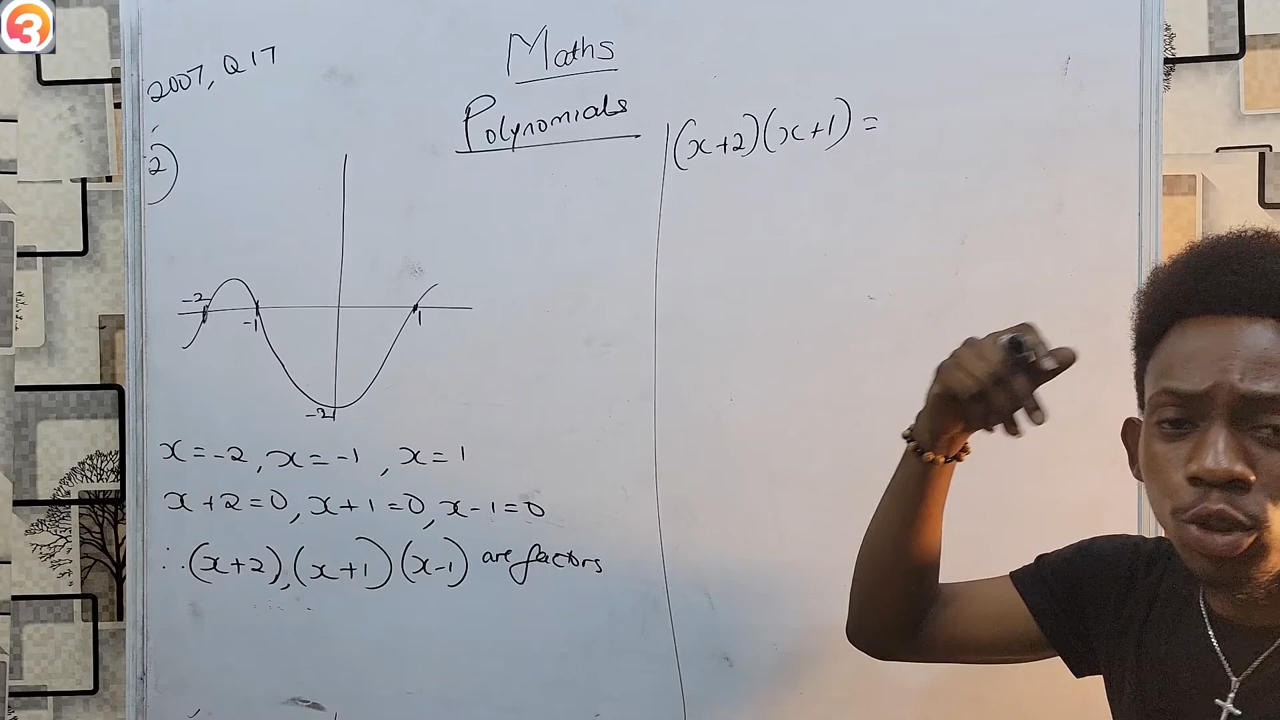 3
2007, Q17
Maths
Polynomials
2)
-2
-1
1
-2
x=-2, x=-1, x=1
x+2=0, x+1=0, x-1=0
∴ (x+2), (x+1) (x-1) are factors
(x+2)(x+1) =